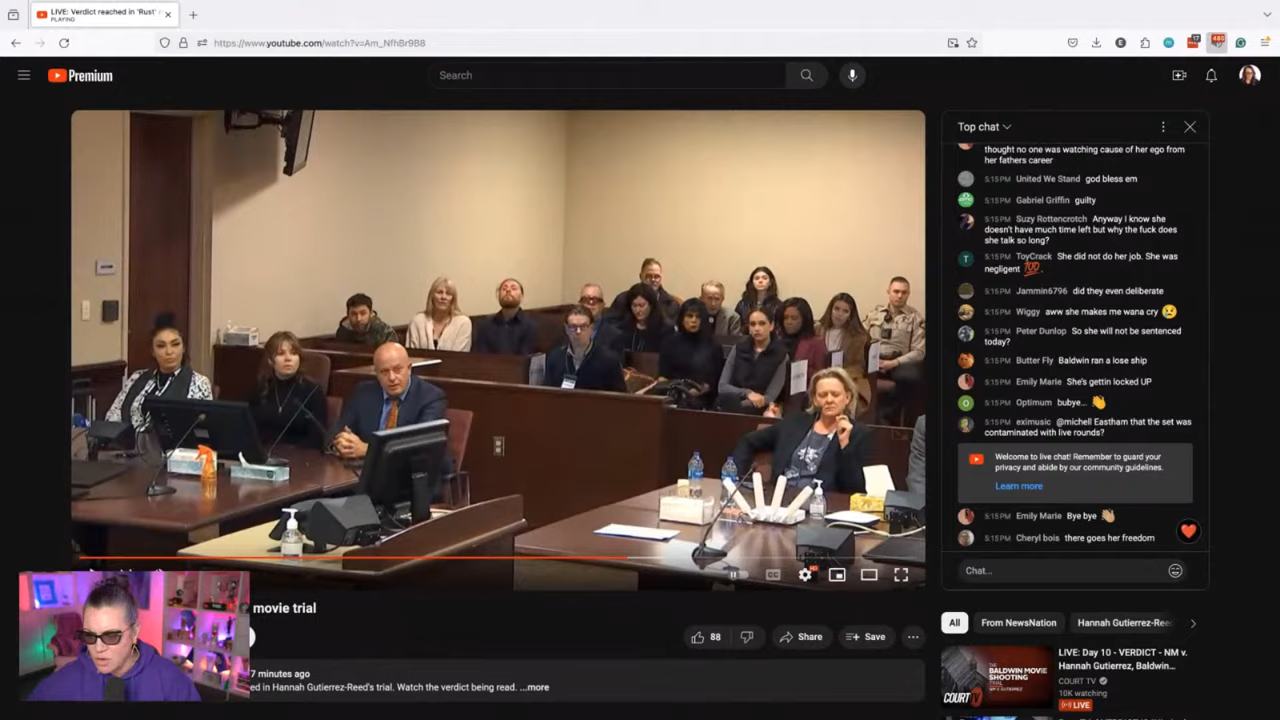 LIVE: Verdict reached in 'Rust'
PLAYING
https://www.youtube.com/watch?v=Am_NfhBr9B8
17
480
Premium
Search
Top chat
thought no one was watching cause of her ego from
her fathers career
5:15PM United We Stand god bless em
5:15PM Gabriel Griffin guilty
5:15PM Suzy Rottencrotch Anyway I know she
doesn't have much time left but why the fuck does
she talk so long?
T 5:15PM ToyCrack She did not do her job. She was
negligent 💯.
5:15PM Jammin6796 did they even deliberate
5:15PM Wiggy aww she makes me wana cry 😢
5:15PM Peter Dunlop So she will not be sentenced
today?
5:15PM Butter Fly Baldwin ran a lose ship
5:15PM Emily Marie She's gettin locked UP
O 5:15PM Optimum bubye... 👋
5:15PM eximusic @michell Eastham that the set was
contaminated with live rounds?
Welcome to live chat! Remember to guard your
privacy and abide by our community guidelines.
Learn more
5:15PM Emily Marie Bye bye 👋
5:15PM Cheryl bois there goes her freedom
Chat...
CC
HD
movie trial
88
Share
Save
7 minutes ago
ed in Hannah Gutierrez-Reed's trial. Watch the verdict being read. ...more
All
From NewsNation
Hannah Gutierrez-Ree
THE
BALDWIN MOVIE
SHOOTING
TRIAL
COURT TV
LIVE: Day 10 - VERDICT - NM v.
Hannah Gutierrez, Baldwin...
COURT TV
10K watching
LIVE